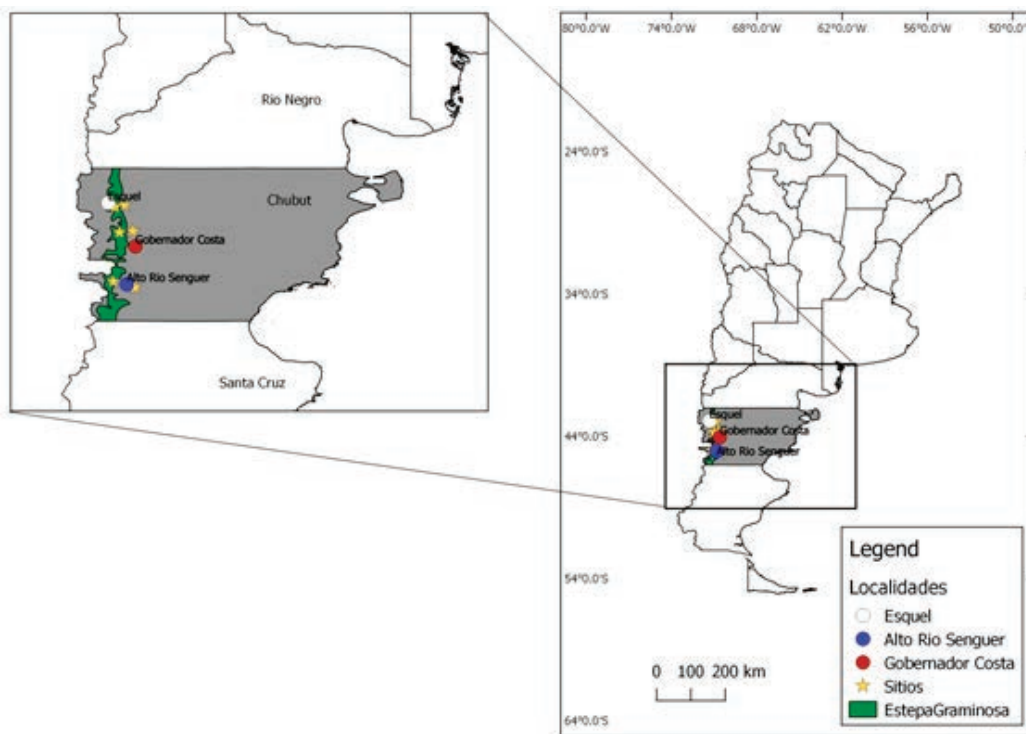 Rio Negro
Chubut
Esquel
Gobernador Costa
Alto Rio Senguer
Santa Cruz
80°0.0'W 74°0.0'W 68°0.0'W 62°0.0'W 56°0.0'W 50°0.0'
24°0.0'S
34°0.0'S
44°0.0'S
54°0.0'S
64°0.0'S
Esquel
Gobernador Costa
Alto Rio Senguer
0 100 200 km
Legend
Localidades
Esquel
Alto Rio Senguer
Gobernador Costa
Sitios
EstepaGraminosa